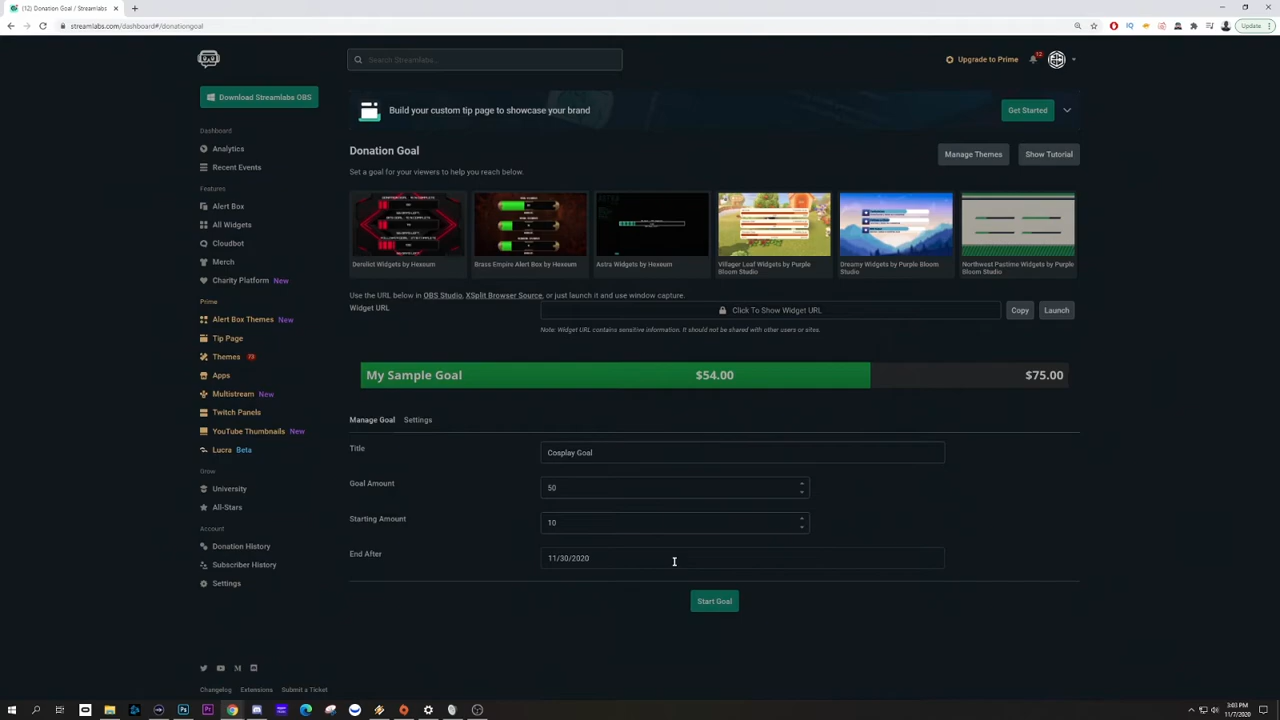 (12) Donation Goal / Streamlabs
streamlabs.com/dashboard#/donationgoal
Update
Search Streamlabs...
Upgrade to Prime
12
Download Streamlabs OBS
Build your custom tip page to showcase your brand
Get Started
Dashboard
Analytics
Recent Events
Features
Alert Box
All Widgets
Cloudbot
Merch
Charity Platform New
Prime
Alert Box Themes New
Tip Page
Themes
Apps
Multistream New
Twitch Panels
YouTube Thumbnails New
Lucra Beta
Grow
University
All-Stars
Account
Donation History
Subscriber History
Settings
Changelog Extensions Submit a Ticket
Donation Goal
Manage Themes
Show Tutorial
Set a goal for your viewers to help you reach below.
Derelict Widgets by Hexeum
Brass Empire Alert Box by Hexeum
Astra Widgets by Hexeum
Villager Leaf Widgets by Purple
Bloom Studio
Dreamy Widgets by Purple Bloom
Studio
Northwest Pastime Widgets by Purple
Bloom Studio
Use the URL below in OBS Studio, XSplit Browser Source, or just launch it and use window capture.
Widget URL
Click To Show Widget URL
Copy
Launch
Note: Widget URL contains sensitive information. It should not be shared with other users or sites.
My Sample Goal $54.00 $75.00
Manage Goal Settings
Title
Cosplay Goal
Goal Amount
50
Starting Amount
10
End After
11/30/2020
Start Goal
3:03 PM
11/7/2020